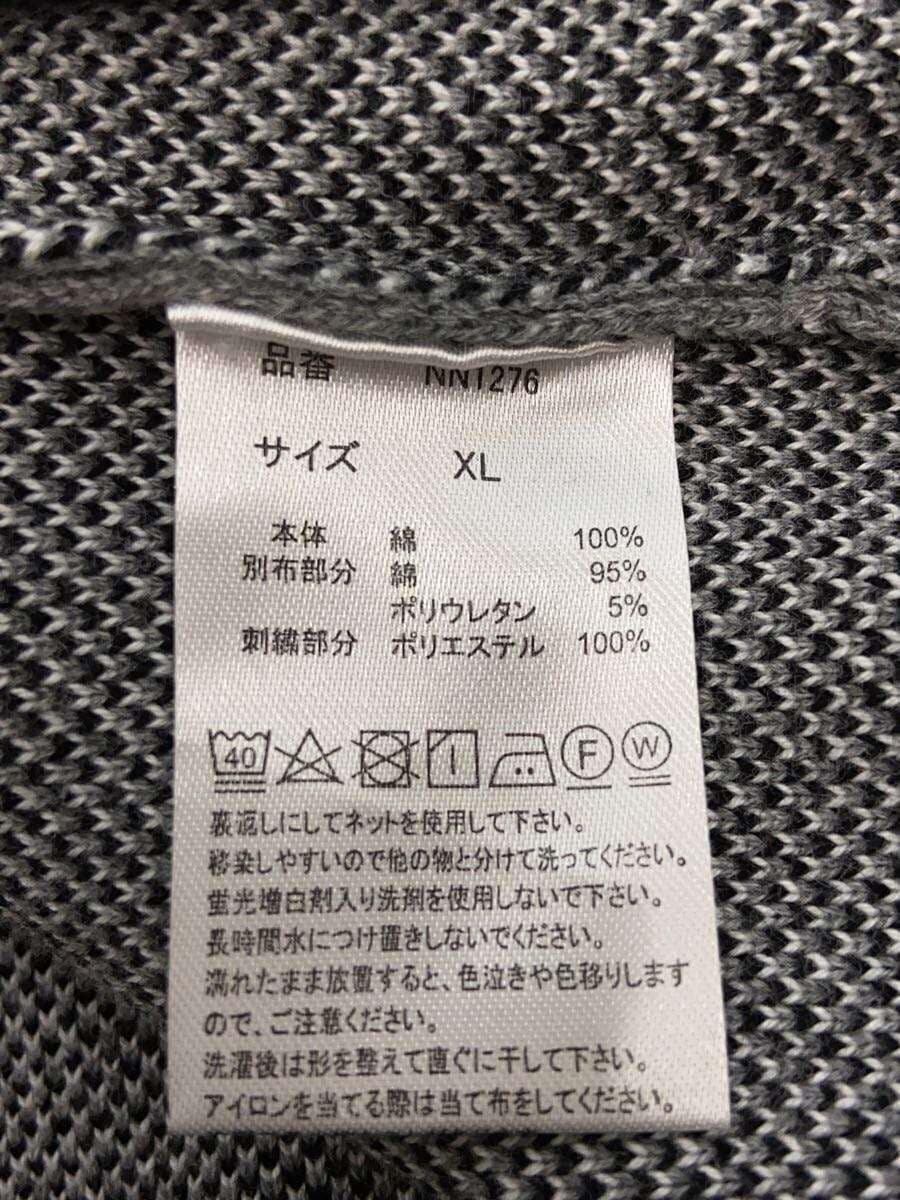 品番 NN1276
サイズ XL
本体 綿 100%
別布部分 綿 95%
ポリウレタン 5%
刺繍部分 ポリエステル 100%
40 F W
裏返しにしてネットを使用して下さい。
移染しやすいので他の物と分けて洗ってください。
蛍光増白剤入り洗剤を使用しないで下さい。
長時間水につけ置きしないでください。
濡れたまま放置すると、色泣きや色移りします
ので、ご注意ください。
洗濯後は形を整えて直ぐに干して下さい。
アイロンを当てる際は当て布をしてください。